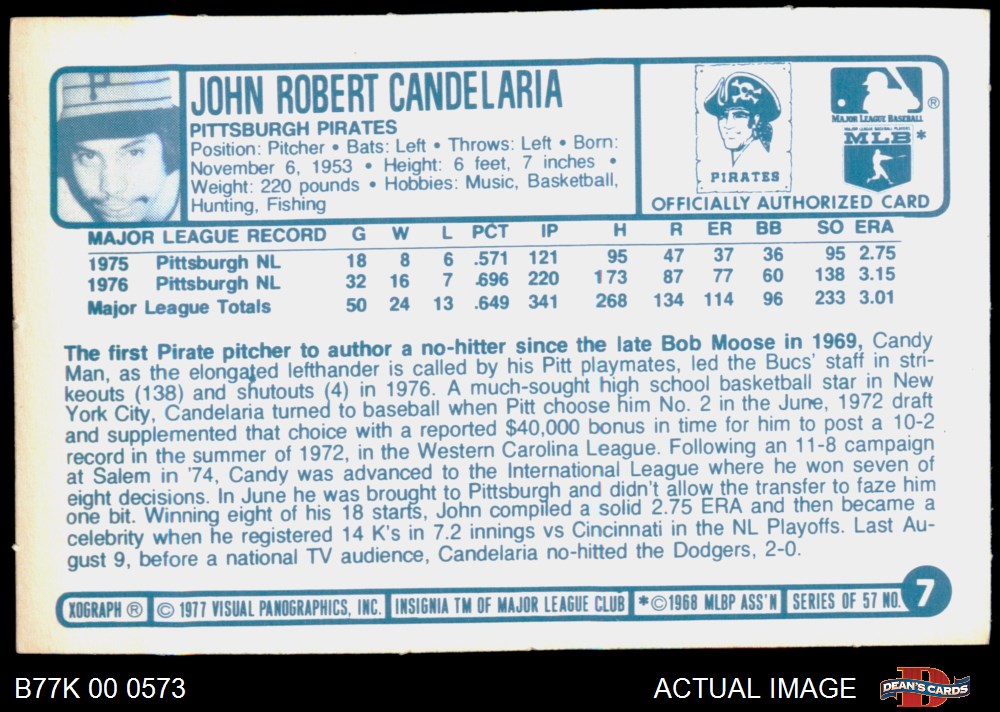 P
JOHN ROBERT CANDELARIA
PITTSBURGH PIRATES
Position: Pitcher • Bats: Left • Throws: Left • Born:
November 6, 1953 • Height: 6 feet, 7 inches •
Weight: 220 pounds • Hobbies: Music, Basketball,
Hunting, Fishing
PIRATES
®
MAJOR LEAGUE BASEBALL
MAJOR LEAGUE BASEBALL PLAYERS
MLB *
OFFICIALLY AUTHORIZED CARD
MAJOR LEAGUE RECORD G W L PCT IP H R ER BB SO ERA
1975 Pittsburgh NL 18 8 6 .571 121 95 47 37 36 95 2.75
1976 Pittsburgh NL 32 16 7 .696 220 173 87 77 60 138 3.15
Major League Totals 50 24 13 .649 341 268 134 114 96 233 3.01
The first Pirate pitcher to author a no-hitter since the late Bob Moose in 1969, Candy
Man, as the elongated lefthander is called by his Pitt playmates, led the Bucs' staff in stri-
keouts (138) and shutouts (4) in 1976. A much-sought high school basketball star in New
York City, Candelaria turned to baseball when Pitt choose him No. 2 in the June, 1972 draft
and supplemented that choice with a reported $40,000 bonus in time for him to post a 10-2
record in the summer of 1972, in the Western Carolina League. Following an 11-8 campaign
at Salem in '74, Candy was advanced to the International League where he won seven of
eight decisions. In June he was brought to Pittsburgh and didn't allow the transfer to faze him
one bit. Winning eight of his 18 starts, John compiled a solid 2.75 ERA and then became a
celebrity when he registered 14 K's in 7.2 innings vs Cincinnati in the NL Playoffs. Last Au-
gust 9, before a national TV audience, Candelaria no-hitted the Dodgers, 2-0.
XOGRAPH ® © 1977 VISUAL PANOGRAPHICS, INC. INSIGNIA TM OF MAJOR LEAGUE CLUB *©1968 MLBP ASS'N SERIES OF 57 NO. 7
B77K 00 0573
ACTUAL IMAGE
D
DEAN'S CARDS